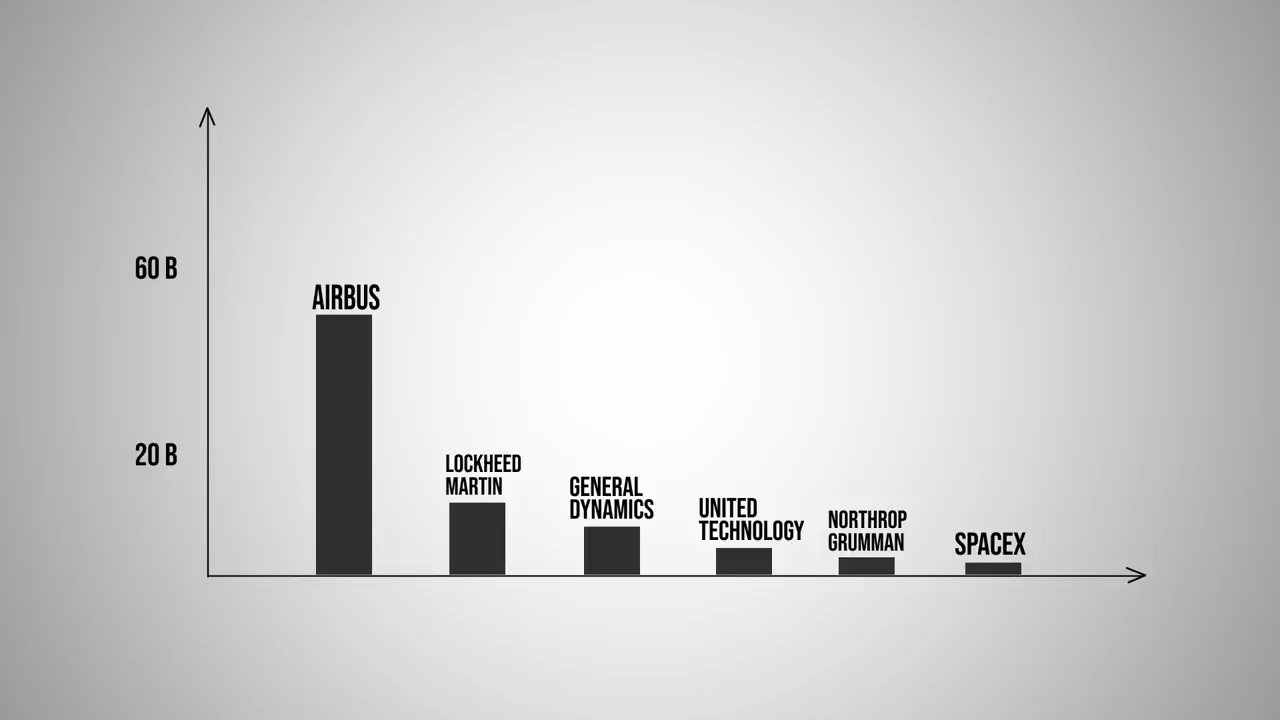 60 B
20 B
AIRBUS
LOCKHEED
MARTIN
GENERAL
DYNAMICS
UNITED
TECHNOLOGY
NORTHROP
GRUMMAN
SPACEX